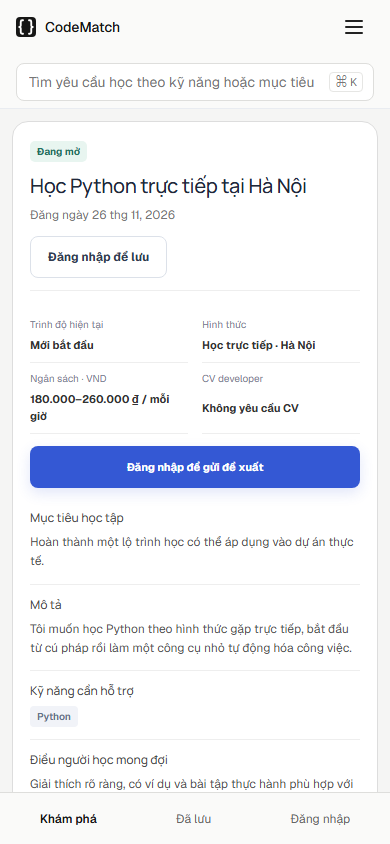 CodeMatch
Tìm yêu cầu học theo kỹ năng hoặc mục tiêu ⌘ K
Đang mở
Học Python trực tiếp tại Hà Nội
Đăng ngày 26 thg 11, 2026
Đăng nhập để lưu
Trình độ hiện tại
Mới bắt đầu
Hình thức
Học trực tiếp · Hà Nội
Ngân sách · VND
180.000–260.000 ₫ / mỗi
giờ
CV developer
Không yêu cầu CV
Đăng nhập để gửi đề xuất
Mục tiêu học tập
Hoàn thành một lộ trình học có thể áp dụng vào dự án thực
tế.
Mô tả
Tôi muốn học Python theo hình thức gặp trực tiếp, bắt đầu
từ cú pháp rồi làm một công cụ nhỏ tự động hóa công việc.
Kỹ năng cần hỗ trợ
Python
Điều người học mong đợi
Giải thích rõ ràng, có ví dụ và bài tập thực hành phù hợp với
Khám phá
Đã lưu
Đăng nhập